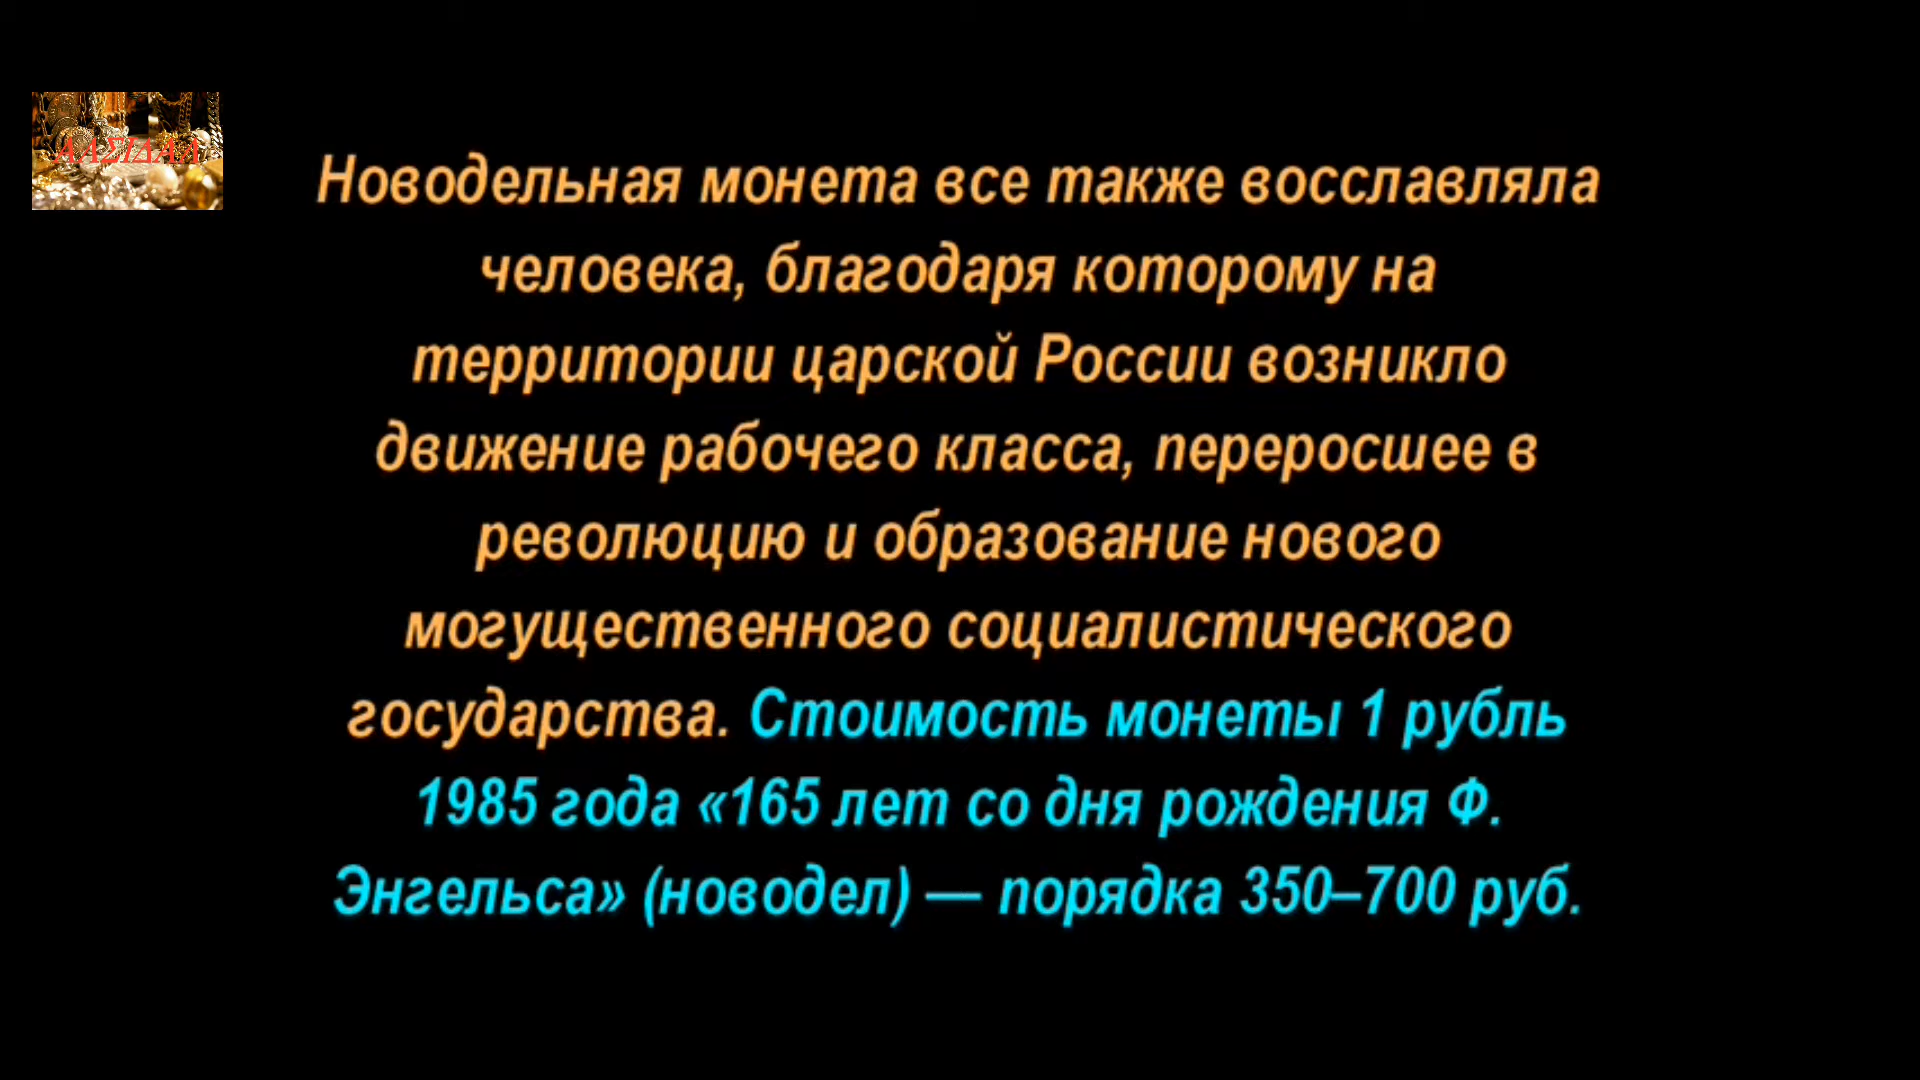 ΑΛΣΙΔΑΛ
Новодельная монета все также восславляла
человека, благодаря которому на
территории царской России возникло
движение рабочего класса, переросшее в
революцию и образование нового
могущественного социалистического
государства. Стоимость монеты 1 рубль
1985 года «165 лет со дня рождения Ф.
Энгельса» (новодел) — порядка 350–700 руб.